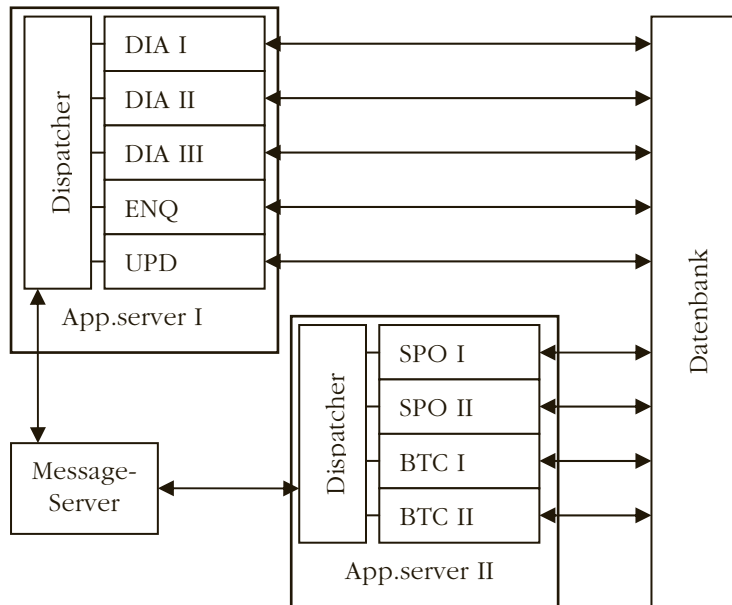 Dispatcher
DIA I
DIA II
DIA III
ENQ
UPD
App.server I
Dispatcher
SPO I
SPO II
BTC I
BTC II
App.server II
Message-
Server
Datenbank